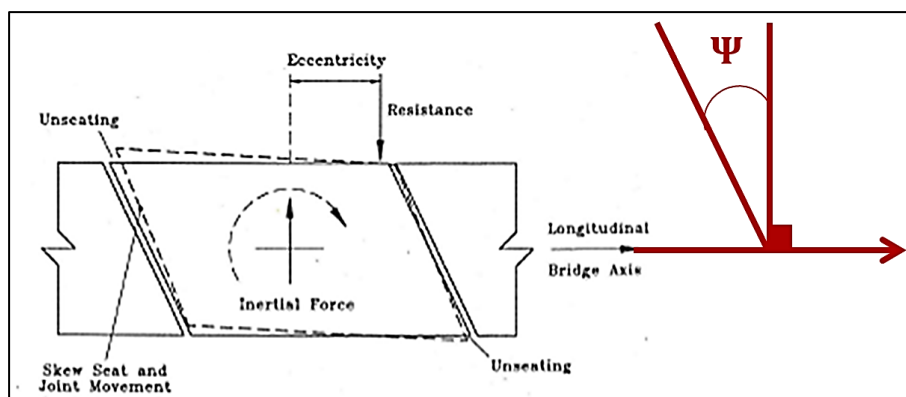 Eccentricity
Resistance
Unseating
Ψ
Longitudinal
Bridge Axis
Inertial Force
Skew Seat and
Joint Movement
Unseating